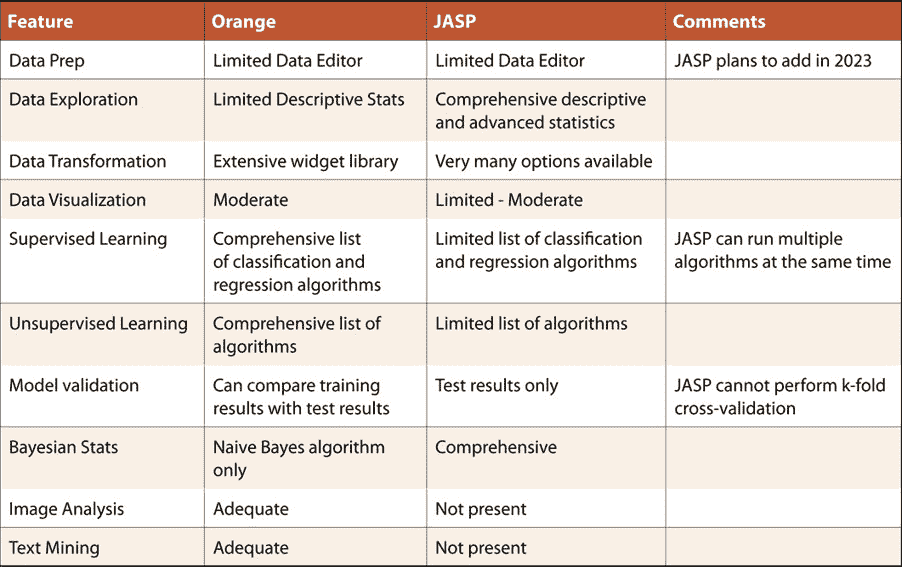 Feature Orange JASP Comments
Data Prep Limited Data Editor Limited Data Editor JASP plans to add in 2023
Data Exploration Limited Descriptive Stats Comprehensive descriptive
and advanced statistics
Data Transformation Extensive widget library Very many options available
Data Visualization Moderate Limited - Moderate
Supervised Learning Comprehensive list Limited list of classification JASP can run multiple
of classification and and regression algorithms algorithms at the same time
regression algorithms
Unsupervised Learning Comprehensive list of Limited list of algorithms
algorithms
Model validation Can compare training Test results only JASP cannot perform k-fold
results with test results cross-validation
Bayesian Stats Naive Bayes algorithm Comprehensive
only
Image Analysis Adequate Not present
Text Mining Adequate Not present